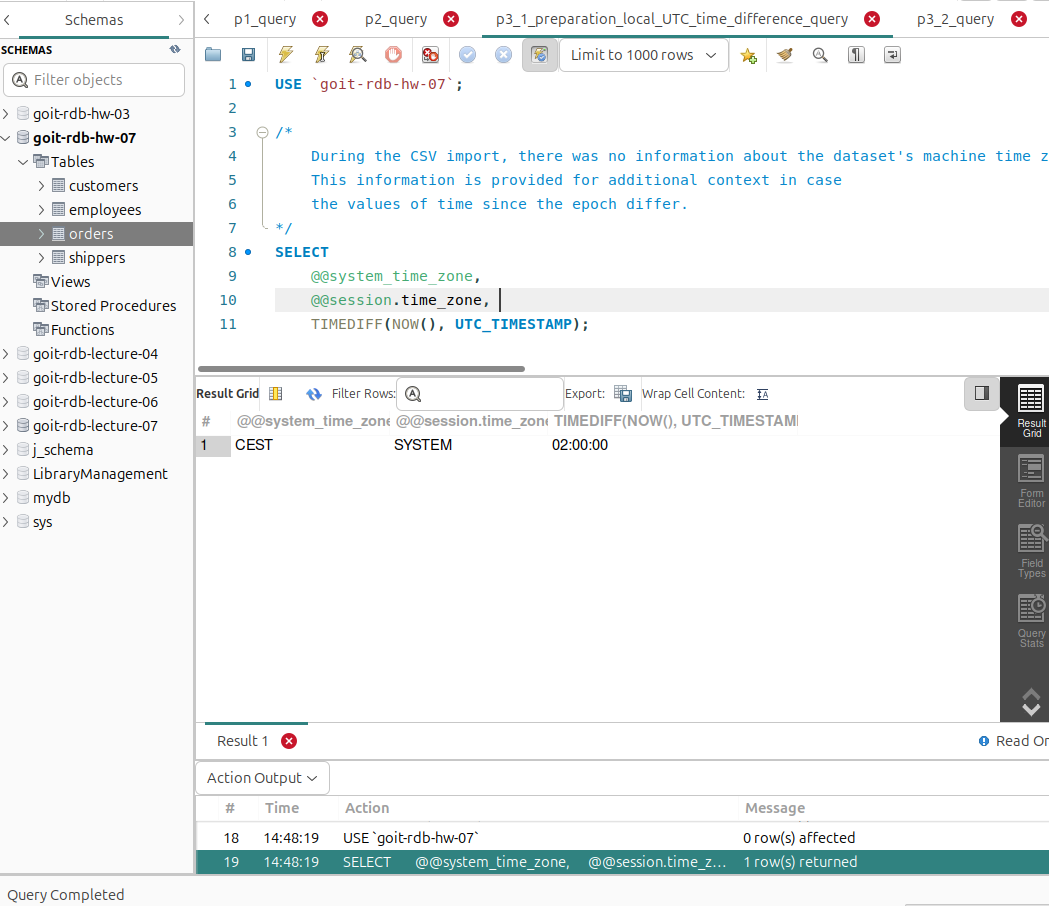 Schemas
SCHEMAS
Filter objects
goit-rdb-hw-03
goit-rdb-hw-07
Tables
customers
employees
orders
shippers
Views
Stored Procedures
Functions
goit-rdb-lecture-04
goit-rdb-lecture-05
goit-rdb-lecture-06
goit-rdb-lecture-07
j_schema
LibraryManagement
mydb
sys
p1_query p2_query p3_1_preparation_local_UTC_time_difference_query p3_2_query
Limit to 1000 rows
1 USE `goit-rdb-hw-07`;
2
3 /*
4 During the CSV import, there was no information about the dataset's machine time z
5 This information is provided for additional context in case
6 the values of time since the epoch differ.
7 */
8 SELECT
9 @@system_time_zone,
10 @@session.time_zone,
11 TIMEDIFF(NOW(), UTC_TIMESTAMP);
Result Grid Filter Rows: Export: Wrap Cell Content:
# @@system_time_zone @@session.time_zone TIMEDIFF(NOW(), UTC_TIMESTAM
1 CEST SYSTEM 02:00:00
Result
Grid
Form
Editor
Field
Types
Query
Stats
Result 1 Read On
Action Output
# Time Action Message
18 14:48:19 USE `goit-rdb-hw-07` 0 row(s) affected
19 14:48:19 SELECT @@system_time_zone, @@session.time_z... 1 row(s) returned
Query Completed